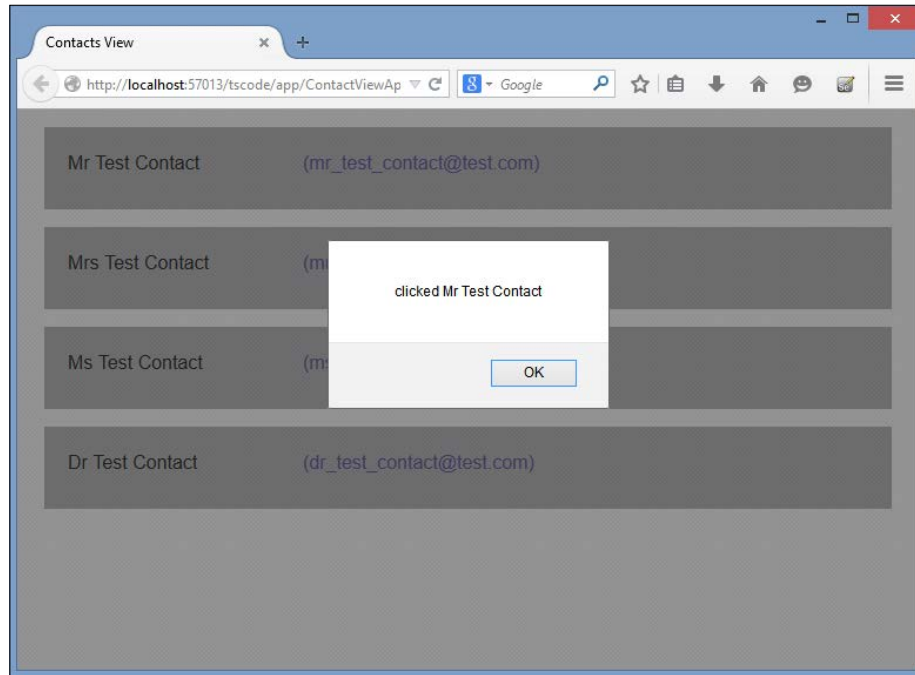 Contacts View
http://localhost:57013/tscode/app/ContactViewAp
Google
Mr Test Contact (mr_test_contact@test.com)
Mrs Test Contact
clicked Mr Test Contact
Ms Test Contact
OK
Dr Test Contact (dr_test_contact@test.com)